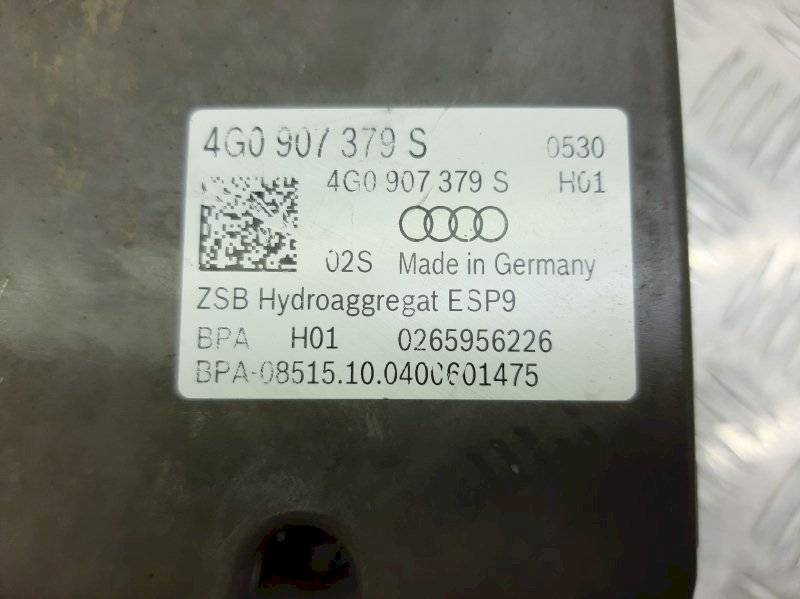 4G0 907 379 S 0530
4G0 907 379 S H01
02S Made in Germany
ZSB Hydroaggregat ESP9
BPA H01 0265956226
BPA-08515.10.0400601475